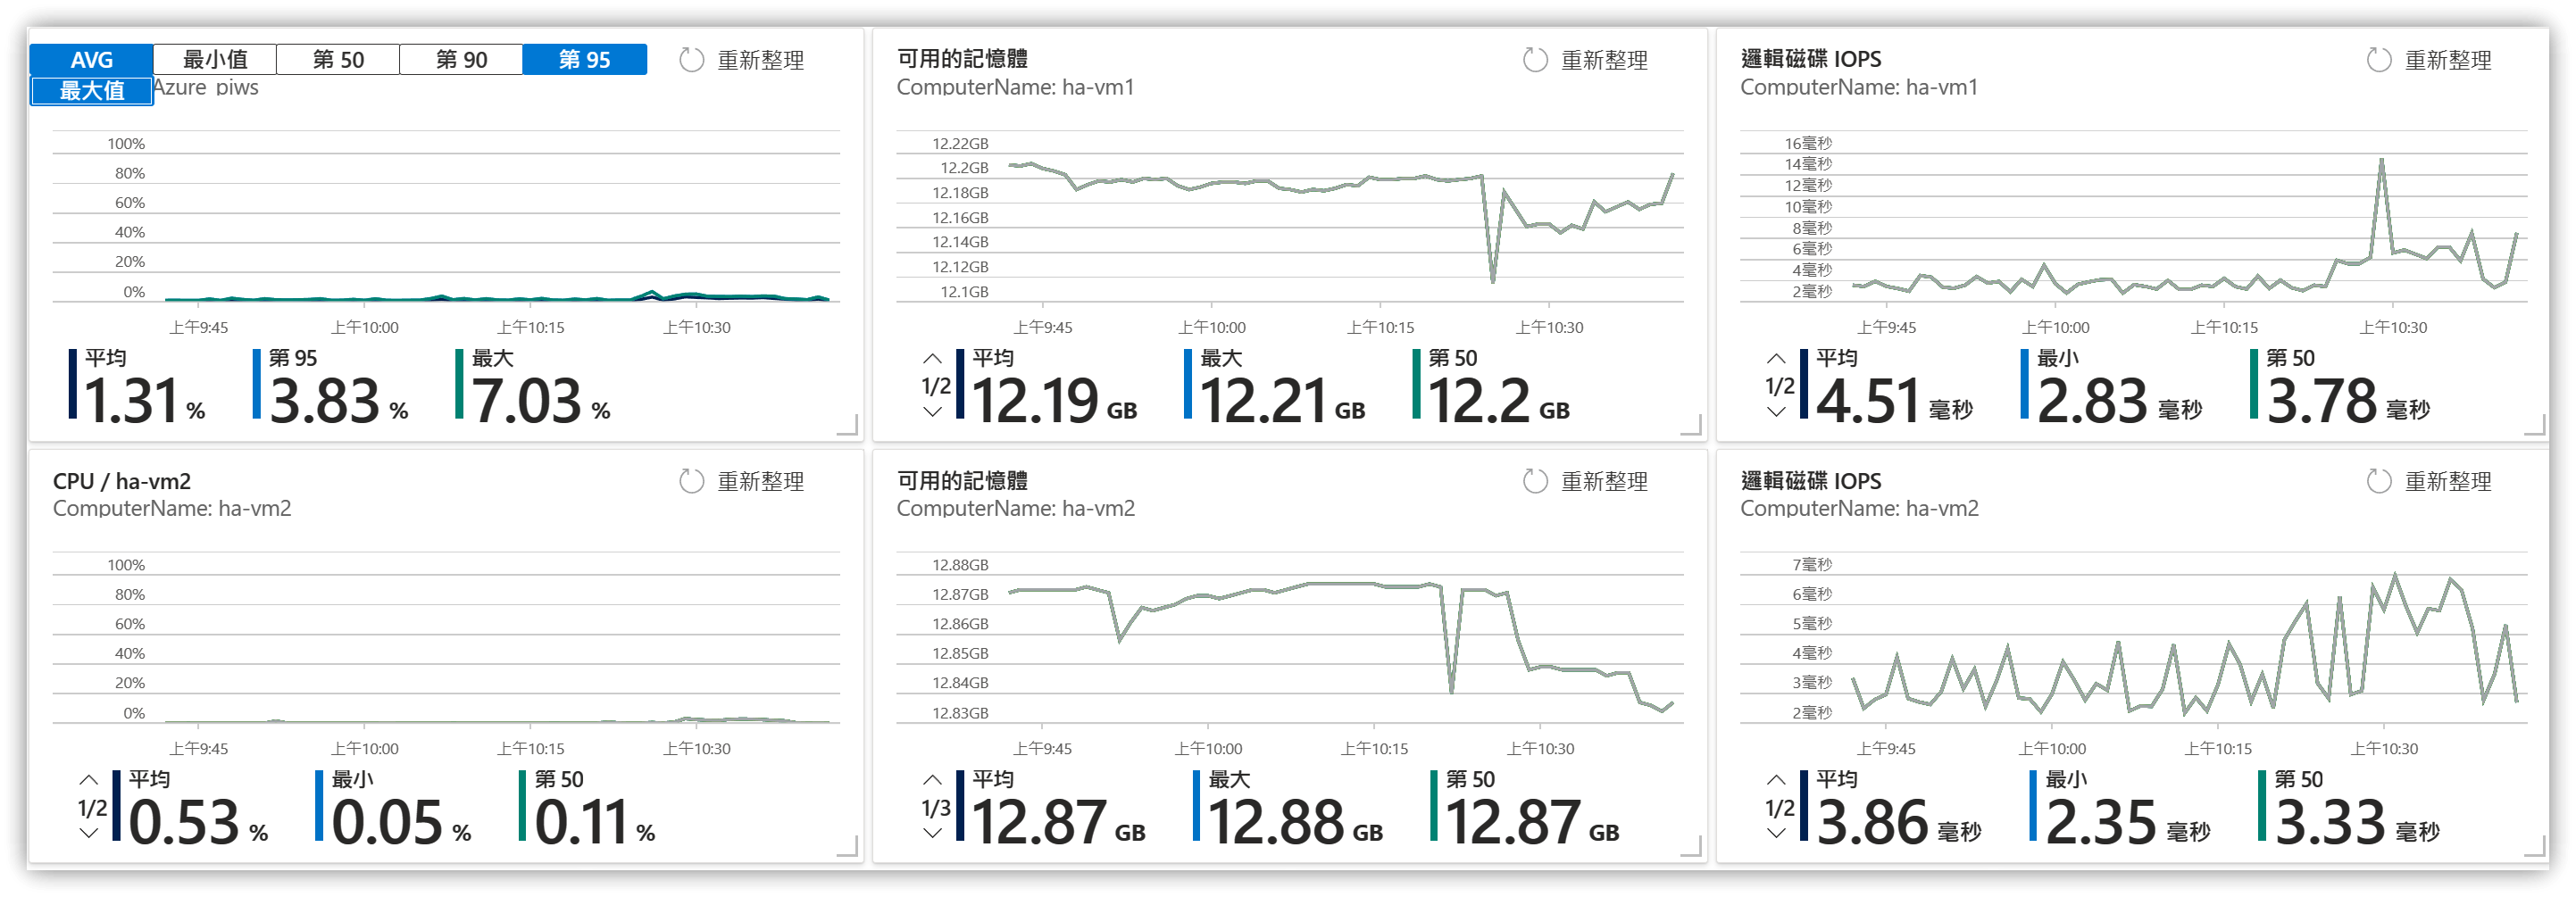 AVG 最小值 第 50 第 90 第 95 重新整理
最大值 Azure_piws
100%
80%
60%
40%
20%
0%
上午9:45 上午10:00 上午10:15 上午10:30
平均 第 95 最大
1.31 % 3.83 % 7.03 %
可用的記憶體 重新整理
ComputerName: ha-vm1
12.22GB
12.2GB
12.18GB
12.16GB
12.14GB
12.12GB
12.1GB
上午9:45 上午10:00 上午10:15 上午10:30
平均 最大 第 50
1/2 12.19 GB 12.21 GB 12.2 GB
邏輯磁碟 IOPS 重新整理
ComputerName: ha-vm1
16毫秒
14毫秒
12毫秒
10毫秒
8毫秒
6毫秒
4毫秒
2毫秒
上午9:45 上午10:00 上午10:15 上午10:30
平均 最小 第 50
1/2 4.51 毫秒 2.83 毫秒 3.78 毫秒
CPU / ha-vm2 重新整理
ComputerName: ha-vm2
100%
80%
60%
40%
20%
0%
上午9:45 上午10:00 上午10:15 上午10:30
平均 最小 第 50
1/2 0.53 % 0.05 % 0.11 %
可用的記憶體 重新整理
ComputerName: ha-vm2
12.88GB
12.87GB
12.86GB
12.85GB
12.84GB
12.83GB
上午9:45 上午10:00 上午10:15 上午10:30
平均 最大 第 50
1/3 12.87 GB 12.88 GB 12.87 GB
邏輯磁碟 IOPS 重新整理
ComputerName: ha-vm2
7毫秒
6毫秒
5毫秒
4毫秒
3毫秒
2毫秒
上午9:45 上午10:00 上午10:15 上午10:30
平均 最小 第 50
1/2 3.86 毫秒 2.35 毫秒 3.33 毫秒